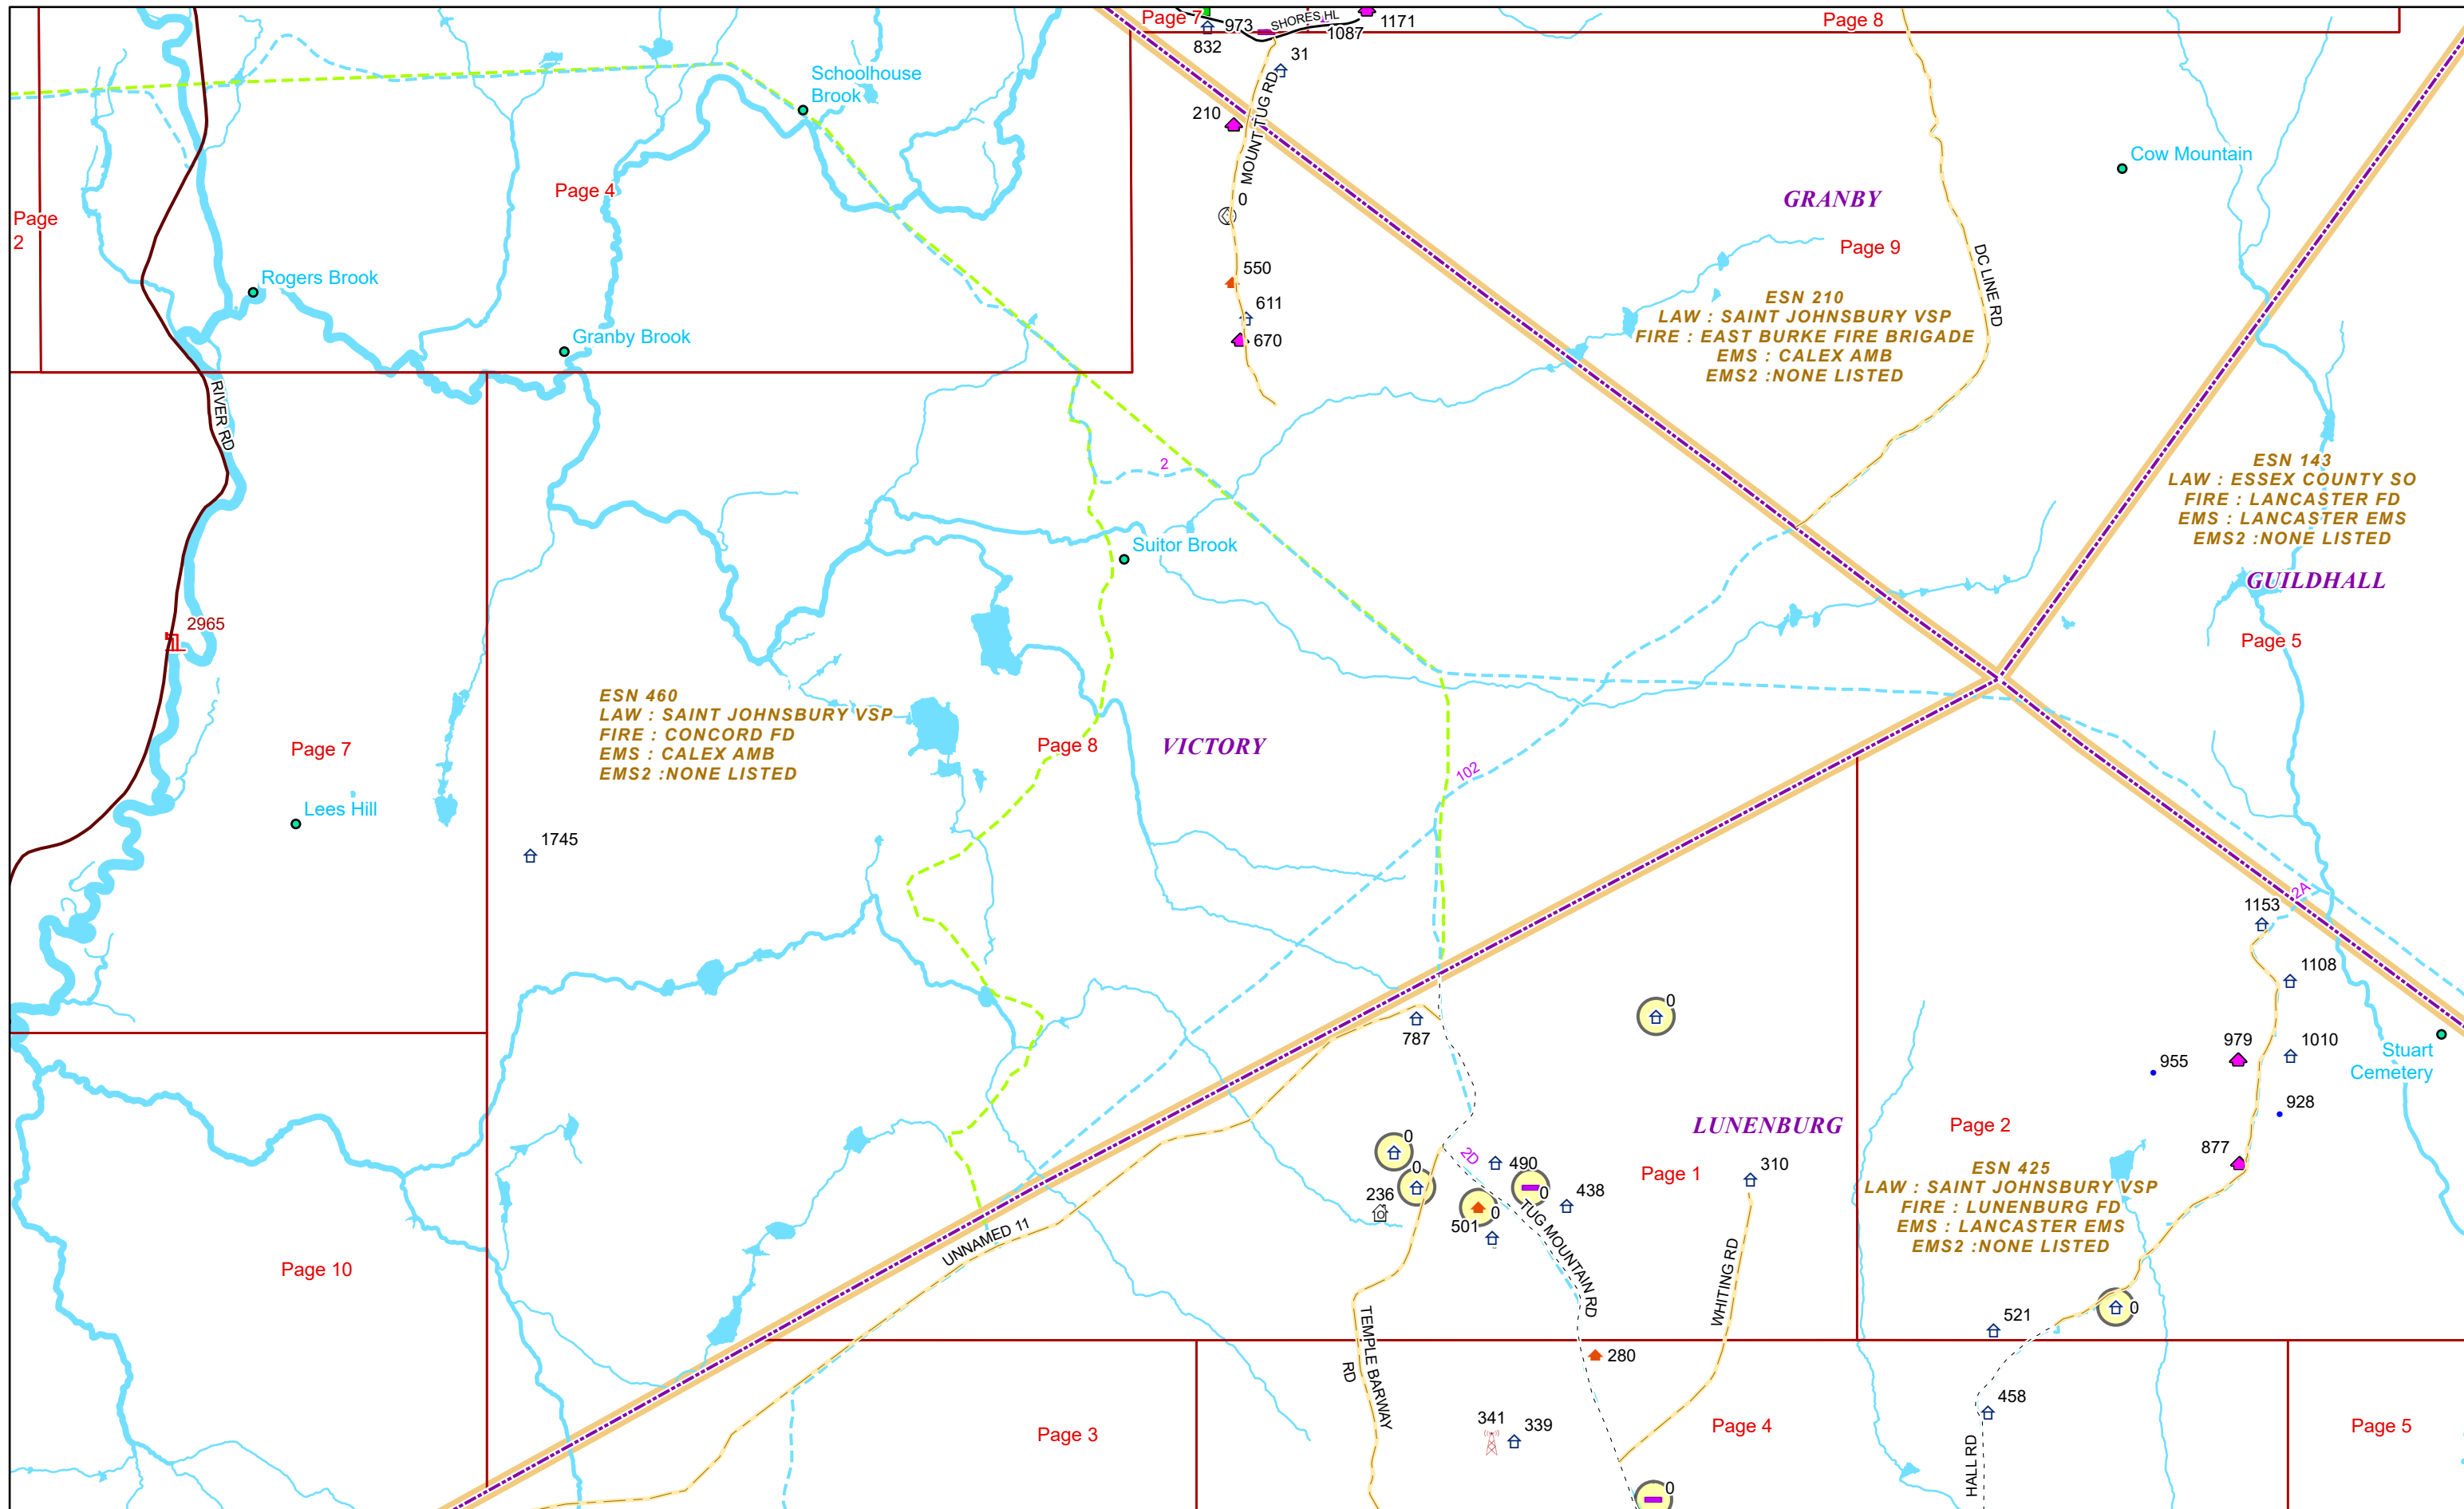 Page 7
973
SHORES HL
1171
1087
832
Page 8
31
Schoolhouse
Brook
210
MOUNT TUG RD
Cow Mountain
Page 4
GRANBY
0
Page
2
Page 9
DC LINE RD
Rogers Brook
550
611
670
ESN 210
LAW : SAINT JOHNSBURY VSP
FIRE : EAST BURKE FIRE BRIGADE
EMS : CALEX AMB
EMS2 :NONE LISTED
Granby Brook
RIVER RD
2
ESN 143
LAW : ESSEX COUNTY SO
FIRE : LANCASTER FD
EMS : LANCASTER EMS
EMS2 :NONE LISTED
Suitor Brook
GUILDHALL
2965
Page 5
ESN 460
LAW : SAINT JOHNSBURY VSP
FIRE : CONCORD FD
EMS : CALEX AMB
EMS2 :NONE LISTED
Page 7
Page 8
VICTORY
102
Lees Hill
1745
2A
1153
1108
0
787
979
1010
955
Stuart
Cemetery
928
LUNENBURG
Page 2
0
2D
877
490
0
Page 1
310
236
0
438
0
501
TUG MOUNTAIN RD
ESN 425
LAW : SAINT JOHNSBURY VSP
FIRE : LUNENBURG FD
EMS : LANCASTER EMS
EMS2 :NONE LISTED
UNNAMED 11
Page 10
WHITING RD
0
521
TEMPLE BARWAY
RD
280
458
341
339
Page 3
Page 4
Page 5
HALL RD
0